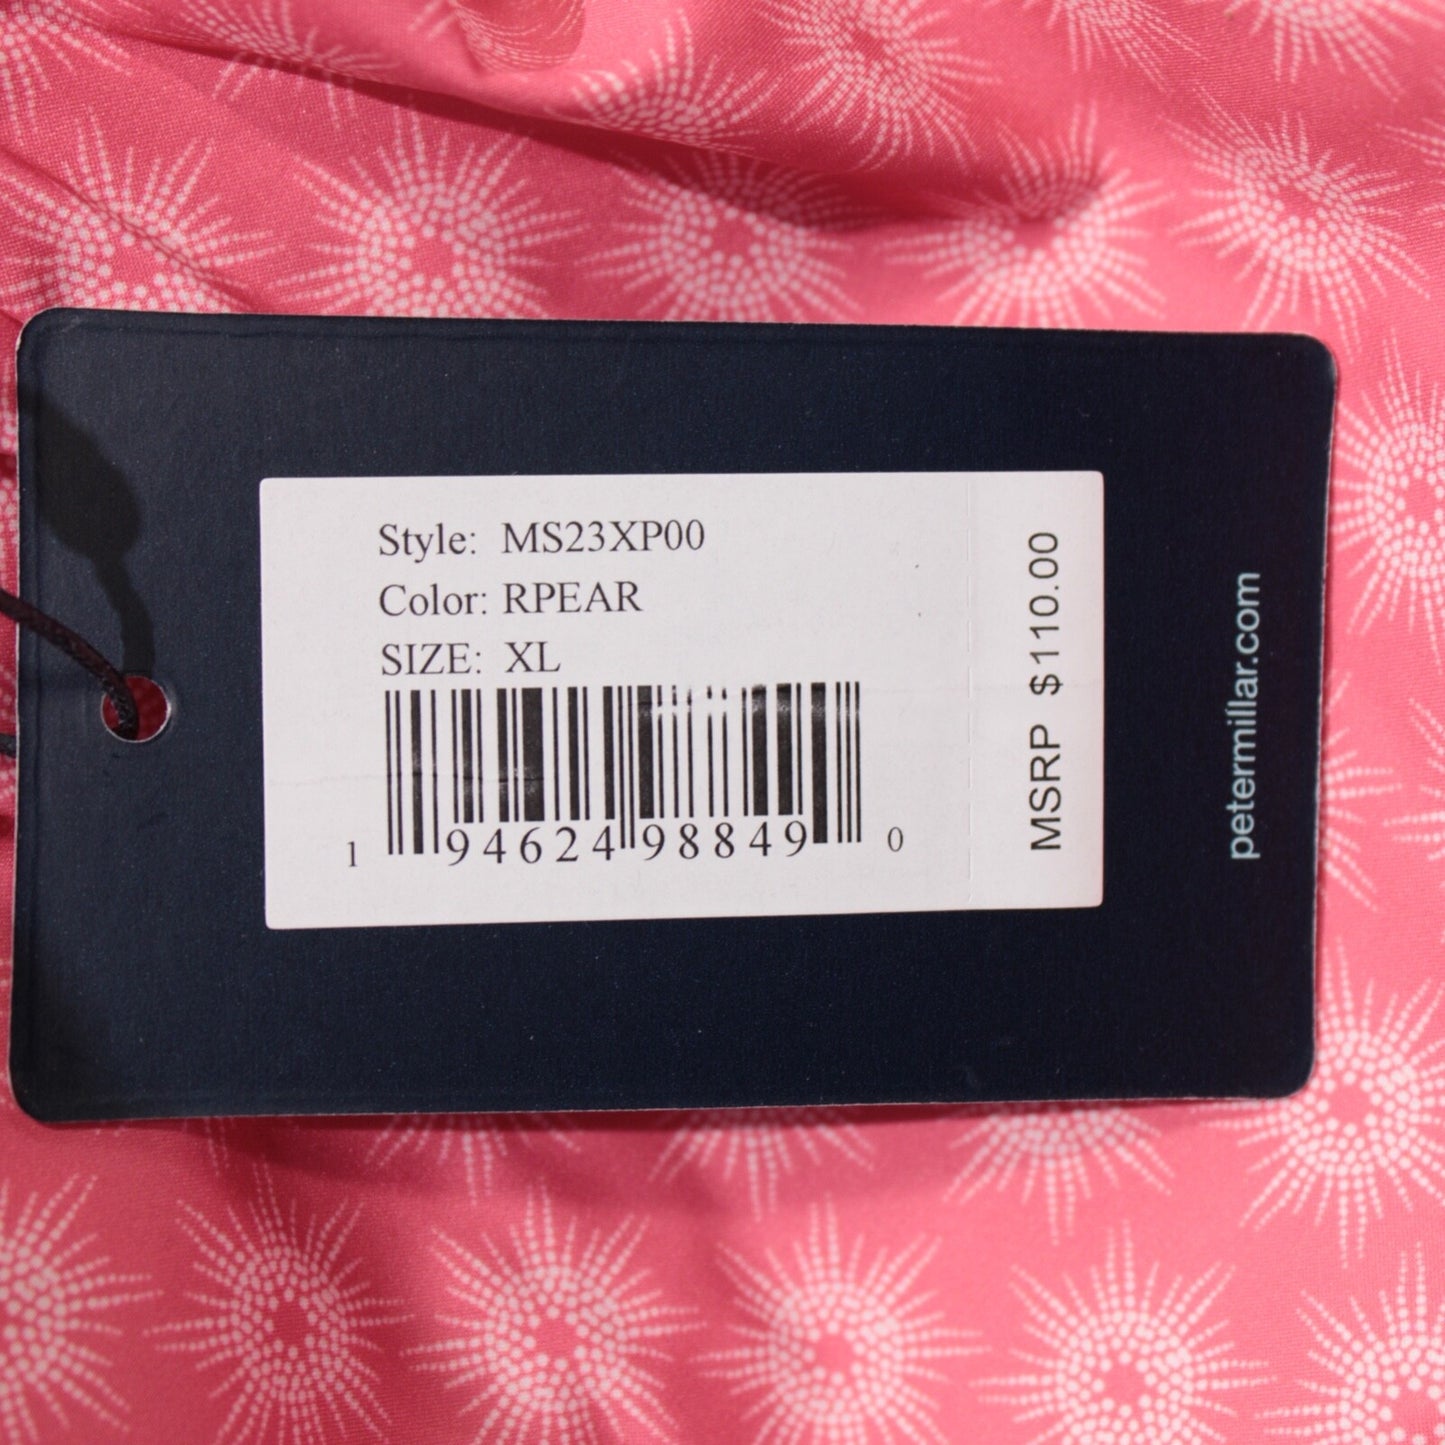 Style: MS23XP00
Color: RPEAR
SIZE: XL
1 94624 98849 0
MSRP $110.00
petermillar.com